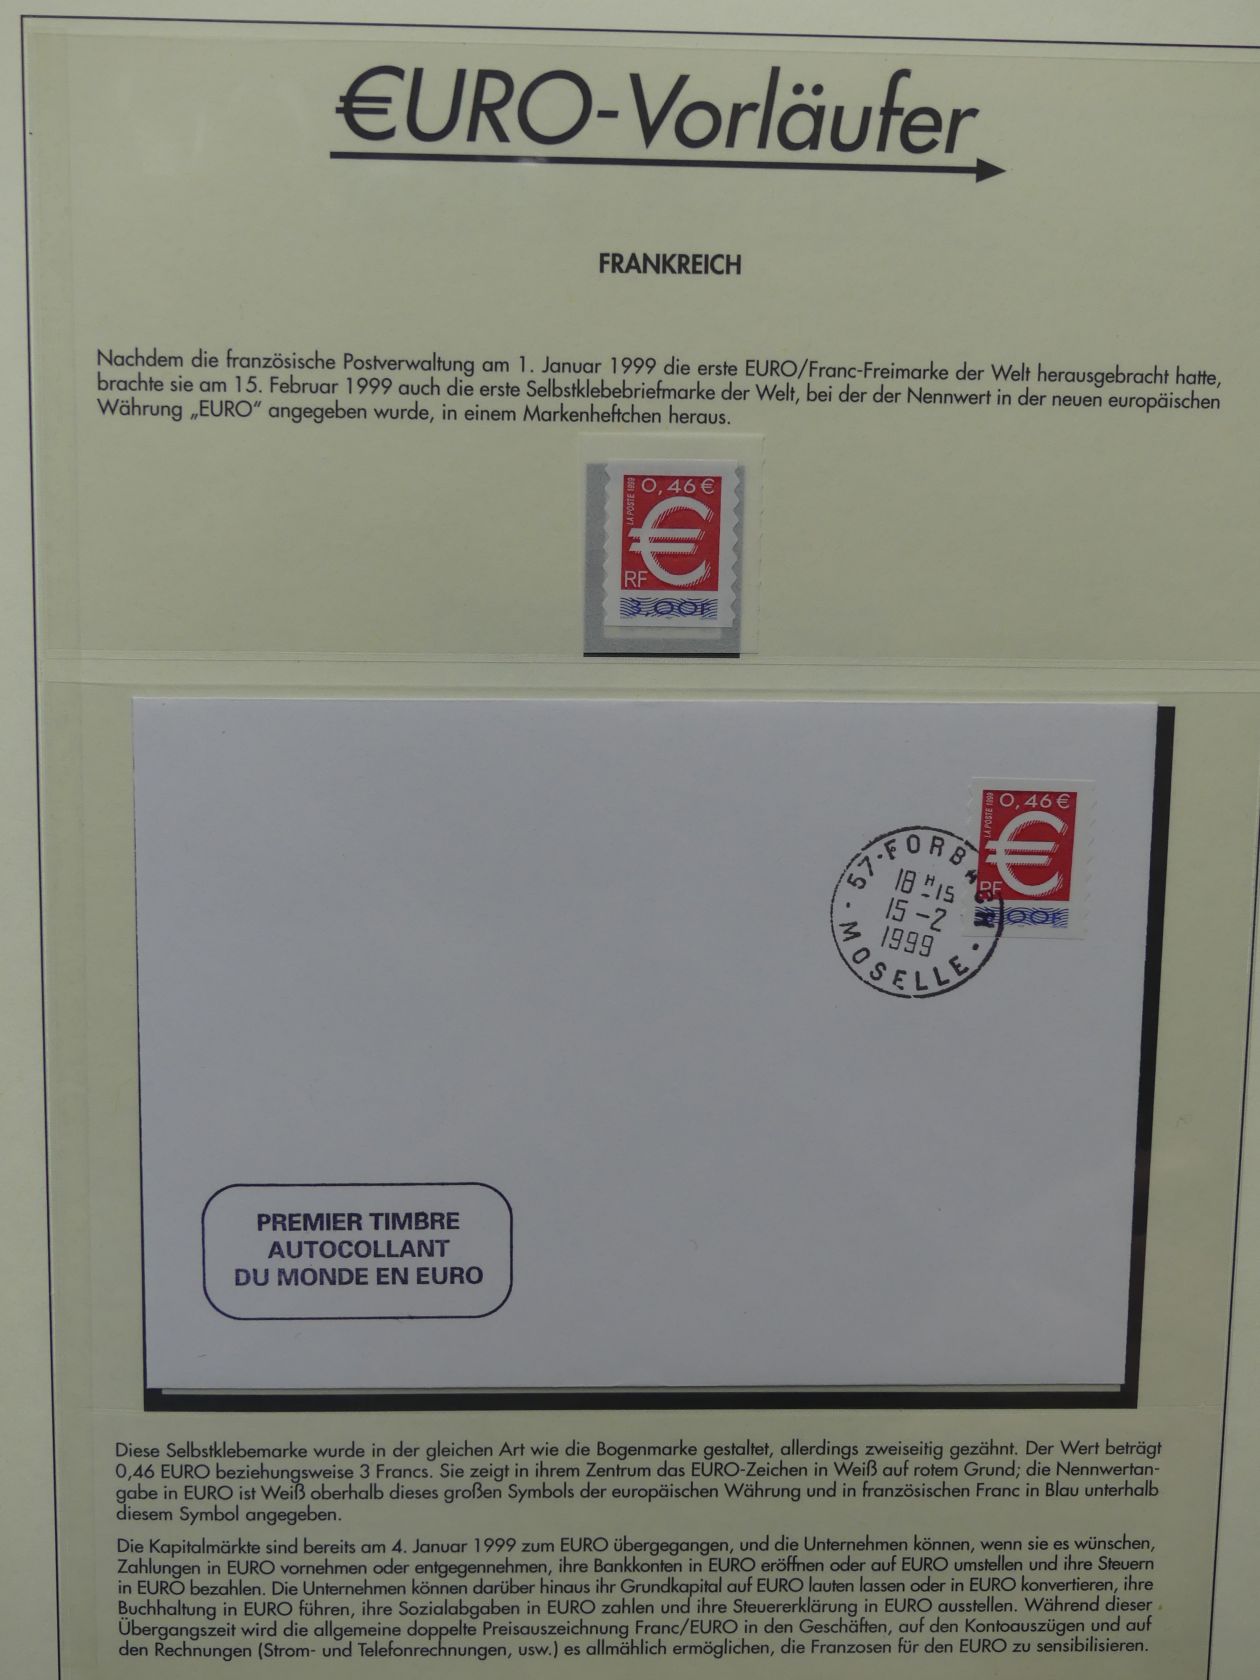 €URO-Vorläufer
FRANKREICH
Nachdem die französische Postverwaltung am 1. Januar 1999 die erste EURO/Franc-Freimarke der Welt herausgebracht hatte,
brachte sie am 15. Februar 1999 auch die erste Selbstklebebriefmarke der Welt, bei der der Nennwert in der neuen europäischen
Währung „EURO“ angegeben wurde, in einem Markenheftchen heraus.
0,46 €
LA POSTE 1999
€
RF
3,00F
0,46 €
LA POSTE 1999
€
RF
3,00F
57-FORBACH
18 H -15
15 -2
1999
MOSELLE
PREMIER TIMBRE
AUTOCOLLANT
DU MONDE EN EURO
Diese Selbstklebemarke wurde in der gleichen Art wie die Bogenmarke gestaltet, allerdings zweiseitig gezähnt. Der Wert beträgt
0,46 EURO beziehungsweise 3 Francs. Sie zeigt in ihrem Zentrum das EURO-Zeichen in Weiß auf rotem Grund; die Nennwertan-
gabe in EURO ist Weiß oberhalb dieses großen Symbols der europäischen Währung und in französischen Franc in Blau unterhalb
diesem Symbol angegeben.
Die Kapitalmärkte sind bereits am 4. Januar 1999 zum EURO übergegangen, und die Unternehmen können, wenn sie es wünschen,
Zahlungen in EURO vornehmen oder entgegennehmen, ihre Bankkonten in EURO eröffnen oder auf EURO umstellen und ihre Steuern
in EURO bezahlen. Die Unternehmen können darüber hinaus ihr Grundkapital auf EURO lauten lassen oder in EURO konvertieren, ihre
Buchhaltung in EURO führen, ihre Sozialabgaben in EURO zahlen und ihre Steuererklärung in EURO ausstellen. Während dieser
Übergangszeit wird die allgemeine doppelte Preisauszeichnung Franc/EURO in den Geschäften, auf den Kontoauszügen und auf
den Rechnungen (Strom- und Telefonrechnungen, usw.) es allmählich ermöglichen, die Franzosen für den EURO zu sensibilisieren.